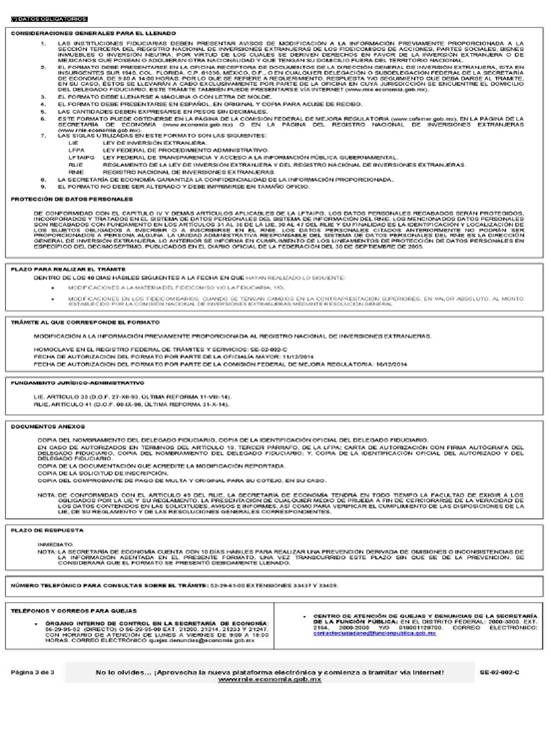 (*) DATOS OBLIGATORIOS.
CONSIDERACIONES GENERALES PARA EL LLENADO
1. LAS INSTITUCIONES FIDUCIARIAS DEBEN PRESENTAR AVISOS DE MODIFICACIÓN A LA INFORMACIÓN PREVIAMENTE PROPORCIONADA A LA
SECCIÓN TERCERA DEL REGISTRO NACIONAL DE INVERSIONES EXTRANJERAS DE LOS FIDEICOMISOS DE ACCIONES, PARTES SOCIALES, BIENES
INMUEBLES O INVERSIÓN NEUTRA, POR VIRTUD DE LOS CUALES SE DERIVEN DERECHOS EN FAVOR DE LA INVERSIÓN EXTRANJERA O DE
MEXICANOS QUE POSEAN O ADQUIERAN OTRA NACIONALIDAD Y QUE TENGAN SU DOMICILIO FUERA DEL TERRITORIO NACIONAL.
2. EL FORMATO DEBE PRESENTARSE EN LA OFICINA RECEPTORA DE DOCUMENTOS DE LA DIRECCIÓN GENERAL DE INVERSIÓN EXTRANJERA, SITA EN
INSURGENTES SUR 1940, COL. FLORIDA, C.P. 01030, MÉXICO, D.F., O EN CUALQUIER DELEGACIÓN O SUBDELEGACIÓN FEDERAL DE LA SECRETARÍA
DE ECONOMÍA, DE 9:00 A 14:00 HORAS, POR LO QUE SE REFIERE A REQUERIMIENTO, RESPUESTA Y/O SEGUIMIENTO QUE DEBA DARSE AL TRÁMITE,
EN SU CASO, ÉSTOS SE LLEVARÁN A CABO EXCLUSIVAMENTE POR PARTE DE LA OFICINA EN CUYA JURISDICCIÓN SE ENCUENTRE EL DOMICILIO
DEL DELEGADO FIDUCIARIO. ESTE TRÁMITE TAMBIÉN PUEDE PRESENTARSE VÍA INTERNET (www.rnie.economia.gob.mx).
3. EL FORMATO DEBE LLENARSE A MÁQUINA O CON LETRA DE MOLDE.
4. EL FORMATO DEBE PRESENTARSE EN ESPAÑOL, EN ORIGINAL Y COPIA PARA ACUSE DE RECIBO.
5. LAS CANTIDADES DEBEN EXPRESARSE EN PESOS SIN DECIMALES.
6. ESTE FORMATO PUEDE OBTENERSE EN LA PÁGINA DE LA COMISIÓN FEDERAL DE MEJORA REGULATORIA (www.cofemer.gob.mx), EN LA PÁGINA DE LA
SECRETARÍA DE ECONOMÍA (www.economia.gob.mx) O EN LA PÁGINA DEL REGISTRO NACIONAL DE INVERSIONES EXTRANJERAS
(www.rnie.economia.gob.mx).
7. LAS SIGLAS UTILIZADAS EN ESTE FORMATO SON LAS SIGUIENTES:
LIE LEY DE INVERSIÓN EXTRANJERA.
LFPA LEY FEDERAL DE PROCEDIMIENTO ADMINISTRATIVO.
LFTAIPG LEY FEDERAL DE TRANSPARENCIA Y ACCESO A LA INFORMACIÓN PÚBLICA GUBERNAMENTAL.
RLIE REGLAMENTO DE LA LEY DE INVERSIÓN EXTRANJERA Y DEL REGISTRO NACIONAL DE INVERSIONES EXTRANJERAS.
RNIE REGISTRO NACIONAL DE INVERSIONES EXTRANJERAS.
8. LA SECRETARÍA DE ECONOMÍA GARANTIZA LA CONFIDENCIALIDAD DE LA INFORMACIÓN PROPORCIONADA.
9. EL FORMATO NO DEBE SER ALTERADO Y DEBE IMPRIMIRSE EN TAMAÑO OFICIO.
PROTECCIÓN DE DATOS PERSONALES
DE CONFORMIDAD CON EL CAPÍTULO IV Y DEMÁS ARTÍCULOS APLICABLES DE LA LFTAIPG, LOS DATOS PERSONALES RECABADOS SERÁN PROTEGIDOS,
INCORPORADOS Y TRATADOS EN EL SISTEMA DE DATOS PERSONALES DEL SISTEMA DE INFORMACIÓN DEL RNIE. LOS MENCIONADOS DATOS PERSONALES
SON RECABADOS CON FUNDAMENTO EN LOS ARTÍCULOS 31 AL 36 DE LA LIE, 30 AL 47 DEL RLIE Y SU FINALIDAD ES LA IDENTIFICACIÓN Y LOCALIZACIÓN DE
LOS SUJETOS OBLIGADOS A INSCRIBIR O A INSCRIBIRSE EN EL RNIE. LOS DATOS PERSONALES CITADOS ANTERIORMENTE NO PODRÁN SER
PROPORCIONADOS A PERSONA ALGUNA. LA UNIDAD ADMINISTRATIVA RESPONSABLE DEL SISTEMA DE DATOS PERSONALES DEL RNIE ES LA DIRECCIÓN
GENERAL DE INVERSIÓN EXTRANJERA. LO ANTERIOR SE INFORMA EN CUMPLIMIENTO DE LOS LINEAMIENTOS DE PROTECCIÓN DE DATOS PERSONALES EN
ESPECÍFICO DEL DECIMOSÉPTIMO, PUBLICADOS EN EL DIARIO OFICIAL DE LA FEDERACIÓN DEL 30 DE SEPTIEMBRE DE 2005.
PLAZO PARA REALIZAR EL TRÁMITE
DENTRO DE LOS 40 DÍAS HÁBILES SIGUIENTES A LA FECHA EN QUE HAYAN REALIZADO LO SIGUIENTE:
• MODIFICACIONES A LA MATERIA DEL FIDEICOMISO Y/O LA FIDUCIARIA; Y/O,
• MODIFICACIONES EN LOS FIDEICOMISARIOS, CUANDO SE TENGAN CAMBIOS EN LA CONTRAPRESTACIÓN SUPERIORES, EN VALOR ABSOLUTO, AL MONTO
ESTABLECIDO POR LA COMISIÓN NACIONAL DE INVERSIONES EXTRANJERAS MEDIANTE RESOLUCIÓN GENERAL.
TRÁMITE AL QUE CORRESPONDE EL FORMATO
MODIFICACIÓN A LA INFORMACIÓN PREVIAMENTE PROPORCIONADA AL REGISTRO NACIONAL DE INVERSIONES EXTRANJERAS.
HOMOCLAVE EN EL REGISTRO FEDERAL DE TRÁMITES Y SERVICIOS: SE-02-002-C
FECHA DE AUTORIZACIÓN DEL FORMATO POR PARTE DE LA OFICIALÍA MAYOR: 11/12/2014
FECHA DE AUTORIZACIÓN DEL FORMATO POR PARTE DE LA COMISIÓN FEDERAL DE MEJORA REGULATORIA: 16/12/2014
FUNDAMENTO JURÍDICO-ADMINISTRATIVO
LIE, ARTÍCULO 33 (D.O.F. 27-XII-93, ÚLTIMA REFORMA 11-VIII-14).
RLIE, ARTÍCULO 41 (D.O.F. 08-IX-98, ÚLTIMA REFORMA 31-X-14).
DOCUMENTOS ANEXOS
COPIA DEL NOMBRAMIENTO DEL DELEGADO FIDUCIARIO, COPIA DE LA IDENTIFICACIÓN OFICIAL DEL DELEGADO FIDUCIARIO.
EN CASO DE AUTORIZADOS EN TÉRMINOS DEL ARTÍCULO 19, TERCER PÁRRAFO, DE LA LFPA: CARTA DE AUTORIZACIÓN CON FIRMA AUTÓGRAFA DEL
DELEGADO FIDUCIARIO, COPIA DEL NOMBRAMIENTO DEL DELEGADO FIDUCIARIO; Y, COPIA DE LA IDENTIFICACIÓN OFICIAL DEL AUTORIZADO Y DEL
DELEGADO FIDUCIARIO.
COPIA DE LA DOCUMENTACIÓN QUE ACREDITE LA MODIFICACIÓN REPORTADA.
COPIA DE LA SOLICITUD DE INSCRIPCIÓN.
COPIA DEL COMPROBANTE DE PAGO DE MULTA Y ORIGINAL PARA SU COTEJO, EN SU CASO.
NOTA: DE CONFORMIDAD CON EL ARTÍCULO 49 DEL RLIE, LA SECRETARÍA DE ECONOMÍA TENDRÁ EN TODO TIEMPO LA FACULTAD DE EXIGIR A LOS
OBLIGADOS POR LA LIE Y SU REGLAMENTO, LA PRESENTACIÓN DE CUALQUIER MEDIO DE PRUEBA A FIN DE CERCIORARSE DE LA VERACIDAD DE
LOS DATOS CONTENIDOS EN LAS SOLICITUDES, AVISOS E INFORMES, ASÍ COMO PARA VERIFICAR EL CUMPLIMIENTO DE LAS DISPOSICIONES DE LA
LIE, DE SU REGLAMENTO Y DE LAS RESOLUCIONES GENERALES CORRESPONDIENTES.
PLAZO DE RESPUESTA
INMEDIATO.
NOTA: LA SECRETARÍA DE ECONOMÍA CUENTA CON 10 DÍAS HÁBILES PARA REALIZAR UNA PREVENCIÓN DERIVADA DE OMISIONES O INCONSISTENCIAS DE
LA INFORMACIÓN ASENTADA EN EL PRESENTE FORMATO. UNA VEZ TRANSCURRIDO ESTE PLAZO SIN QUE SE DÉ LA PREVENCIÓN, SE
CONSIDERARÁ QUE EL FORMATO SE PRESENTÓ DEBIDAMENTE LLENADO.
NÚMERO TELEFÓNICO PARA CONSULTAS SOBRE EL TRÁMITE: 52-29-61-00 EXTENSIONES 33437 Y 33409.
TELÉFONOS Y CORREOS PARA QUEJAS
• ÓRGANO INTERNO DE CONTROL EN LA SECRETARÍA DE ECONOMÍA:
56-29-95-52 (DIRECTO) O 56-29-95-00 EXT. 21200, 21214, 21233 Y 21247.
CON HORARIO DE ATENCIÓN DE LUNES A VIERNES DE 9:00 A 18:00
HORAS. CORREO ELECTRÓNICO quejas.denuncias@economia.gob.mx
• CENTRO DE ATENCIÓN DE QUEJAS Y DENUNCIAS DE LA SECRETARÍA
DE LA FUNCIÓN PÚBLICA: EN EL DISTRITO FEDERAL: 2000-3000, EXT.
2164, 2000-2000 Y/O 018001128700. CORREO ELECTRÓNICO:
contactociudadano@funcionpublica.gob.mx
Página 3 de 3
No lo olvides... ¡Aprovecha la nueva plataforma electrónica y comienza a tramitar vía Internet!
www.rnie.economia.gob.mx
SE-02-002-C